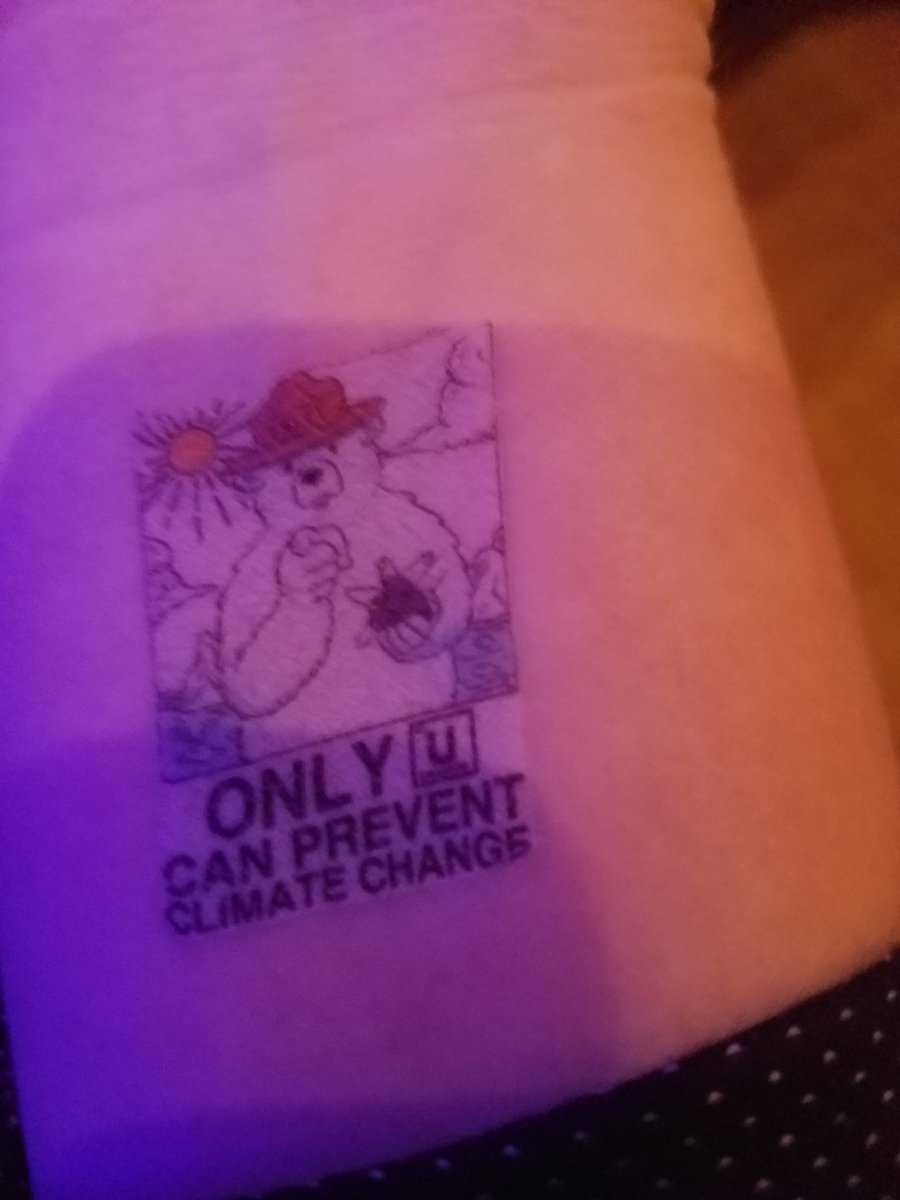 ONLY U
CAN PREVENT
CLIMATE CHANGE